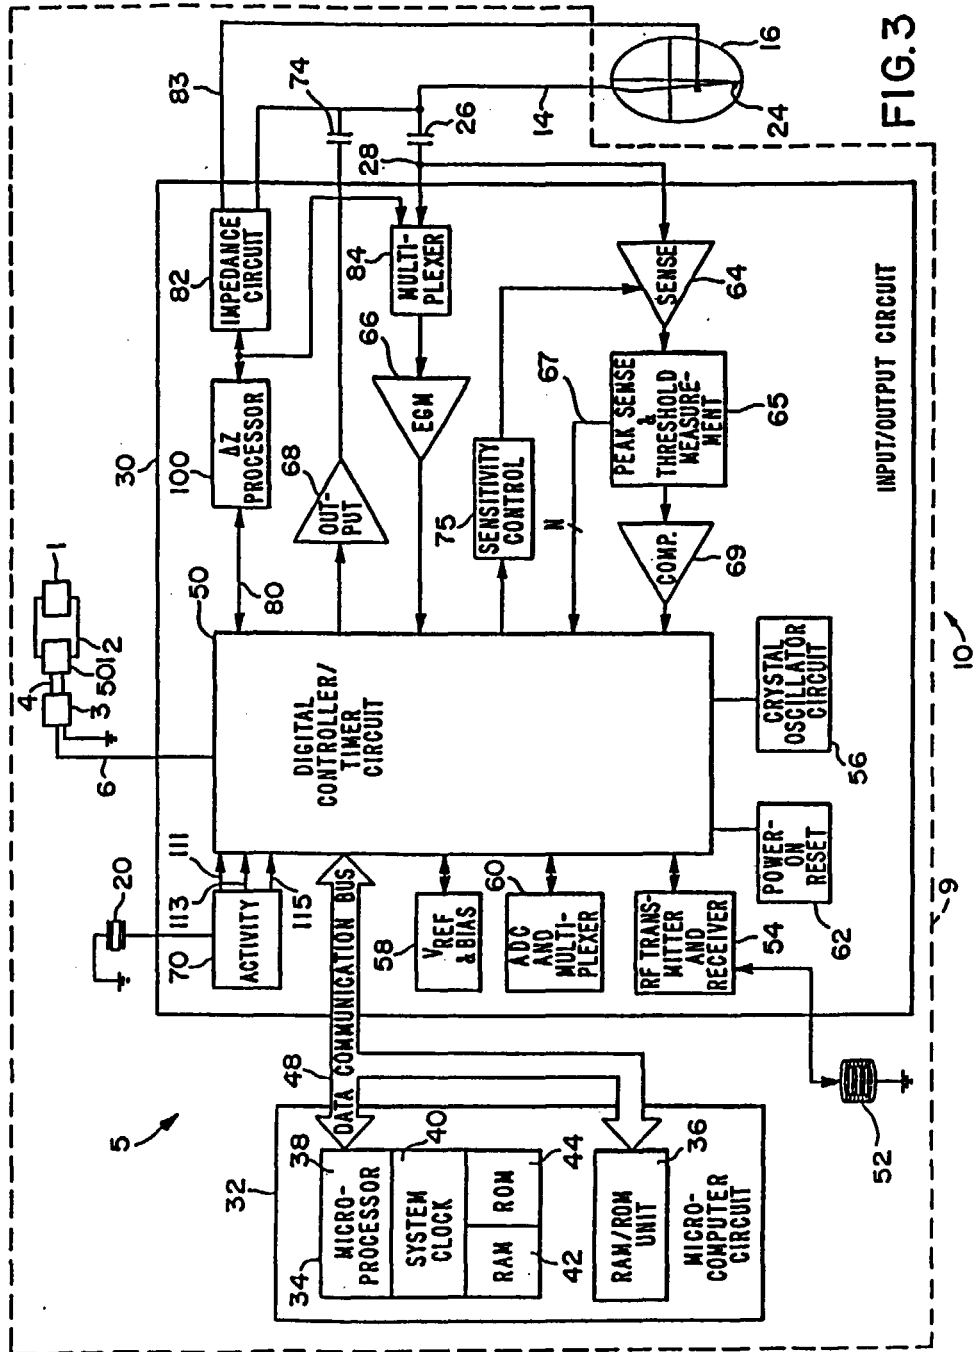 FIG.3
10
9
5
1
2
5012
4
3
6
83
74
26
28
14
16
24
30
INPUT/OUTPUT CIRCUIT
82
IMPEDANCE
CIRCUIT
100
ΔZ
PROCESSOR
80
68
OUT-
PUT
84
MULTI-
PLEXER
66
EGM
75
SENSITIVITY
CONTROL
SENSE
64
67
N
PEAK SENSE
&
THRESHOLD
MEASURE-
MENT
65
COMP.
69
50
DIGITAL
CONTROLLER/
TIMER
CIRCUIT
20
70
ACTIVITY
111
113
115
48
DATA COMMUNICATION BUS
58
VREF
& BIAS
60
ADC
AND
MULTI-
PLEXER
RF TRANS-
MITTER
AND
RECEIVER
54
52
CRYSTAL
OSCILLATOR
CIRCUIT
56
POWER-
ON
RESET
62
32
34
38
MICRO-
PROCESSOR
40
SYSTEM
CLOCK
RAM
ROM
42
44
RAM/ROM
UNIT
36
MICRO-
COMPUTER
CIRCUIT